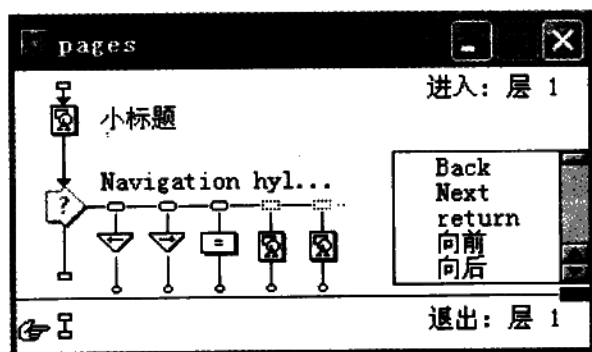 pages
进入: 层 1
小标题
Navigation hyl...
?
=
Back
Next
return
向前
向后
退出: 层 1